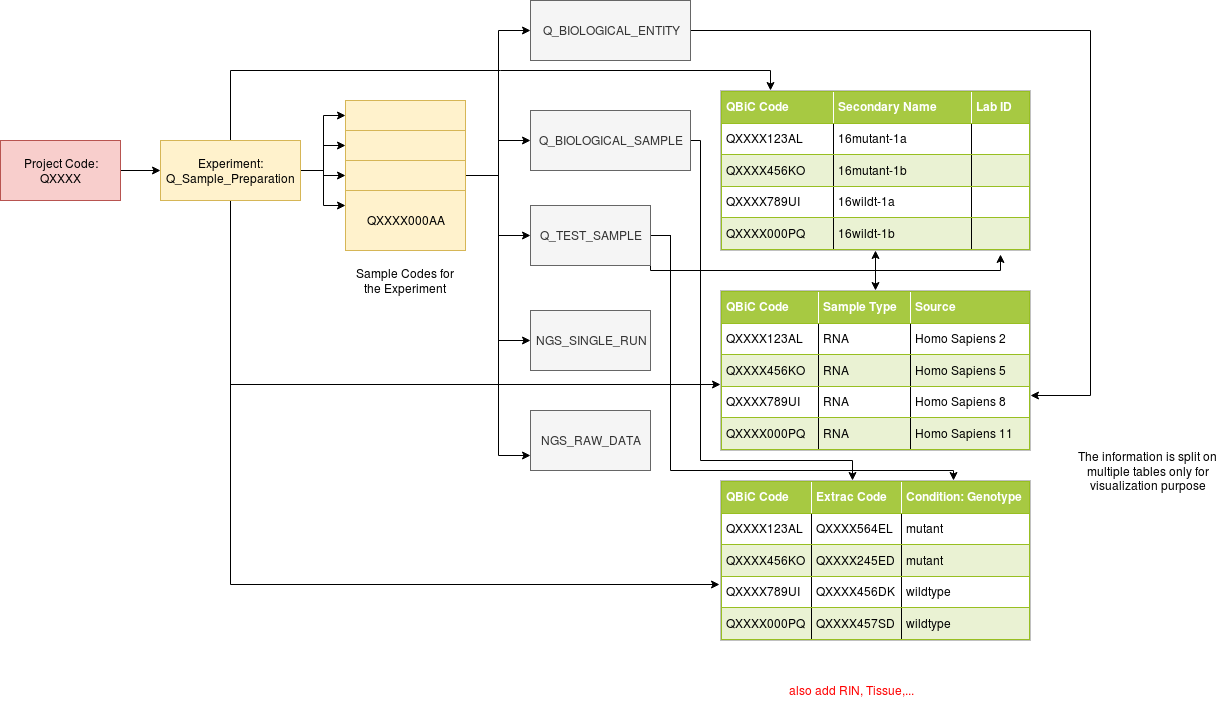 Project Code:
QXXXX
Experiment:
Q_Sample_Preparation
QXXXX000AA
Sample Codes for
the Experiment
Q_BIOLOGICAL_ENTITY
Q_BIOLOGICAL_SAMPLE
Q_TEST_SAMPLE
NGS_SINGLE_RUN
NGS_RAW_DATA
QBiC Code Secondary Name Lab ID
QXXXX123AL 16mutant-1a
QXXXX456KO 16mutant-1b
QXXXX789UI 16wildt-1a
QXXXX000PQ 16wildt-1b
QBiC Code Sample Type Source
QXXXX123AL RNA Homo Sapiens 2
QXXXX456KO RNA Homo Sapiens 5
QXXXX789UI RNA Homo Sapiens 8
QXXXX000PQ RNA Homo Sapiens 11
The information is split on
multiple tables only for
visualization purpose
QBiC Code Extrac Code Condition: Genotype
QXXXX123AL QXXXX564EL mutant
QXXXX456KO QXXXX245ED mutant
QXXXX789UI QXXXX456DK wildtype
QXXXX000PQ QXXXX457SD wildtype
also add RIN, Tissue,...